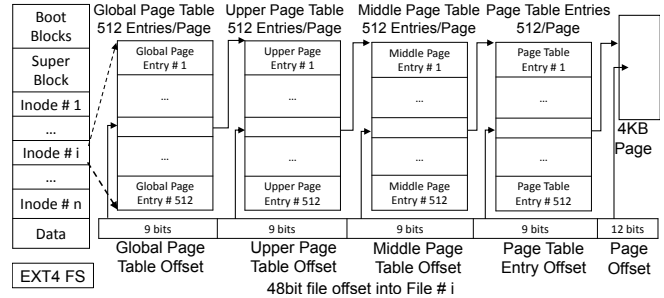 Boot
Blocks
Super
Block
Inode # 1
...
Inode # i
...
Inode # n
Data
EXT4 FS
Global Page Table
512 Entries/Page
Global Page
Entry # 1
...
...
Global Page
Entry # 512
9 bits
Global Page
Table Offset
Upper Page Table
512 Entries/Page
Upper Page
Entry # 1
...
...
Upper Page
Entry # 512
9 bits
Upper Page
Table Offset
Middle Page Table
512 Entries/Page
Middle Page
Entry # 1
...
...
Middle Page
Entry # 512
9 bits
Middle Page
Table Offset
Page Table Entries
512/Page
Page Table
Entry # 1
...
...
Page Table
Entry # 512
9 bits
Page Table
Entry Offset
4KB
Page
12 bits
Page
Offset
48bit file offset into File # i